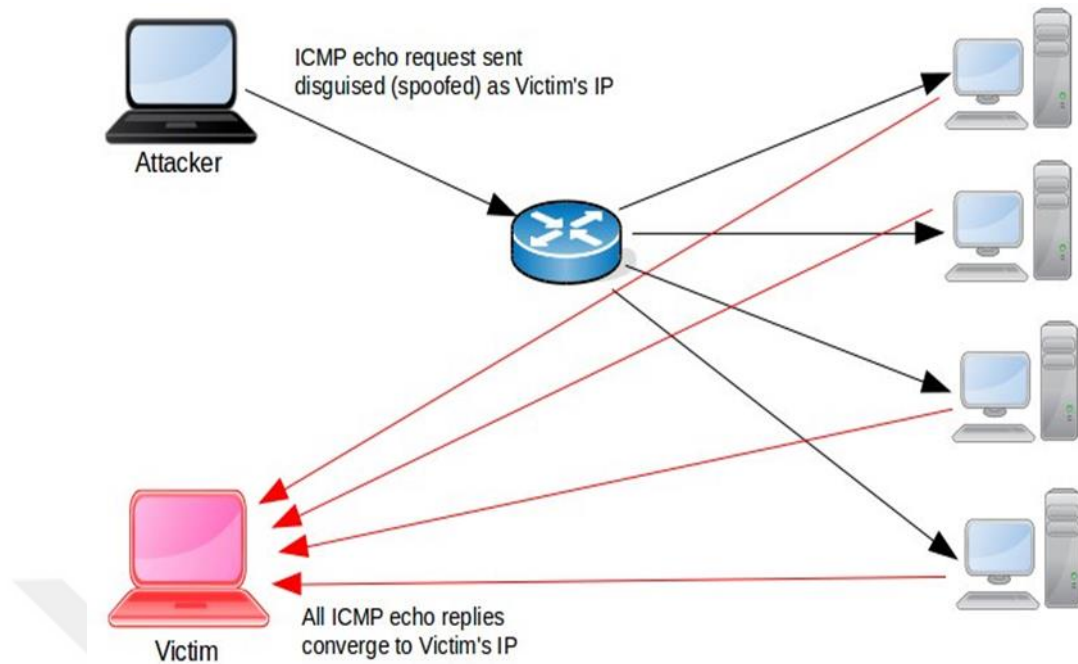 ICMP echo request sent
disguised (spoofed) as Victim's IP
Attacker
All ICMP echo replies
converge to Victim's IP
Victim